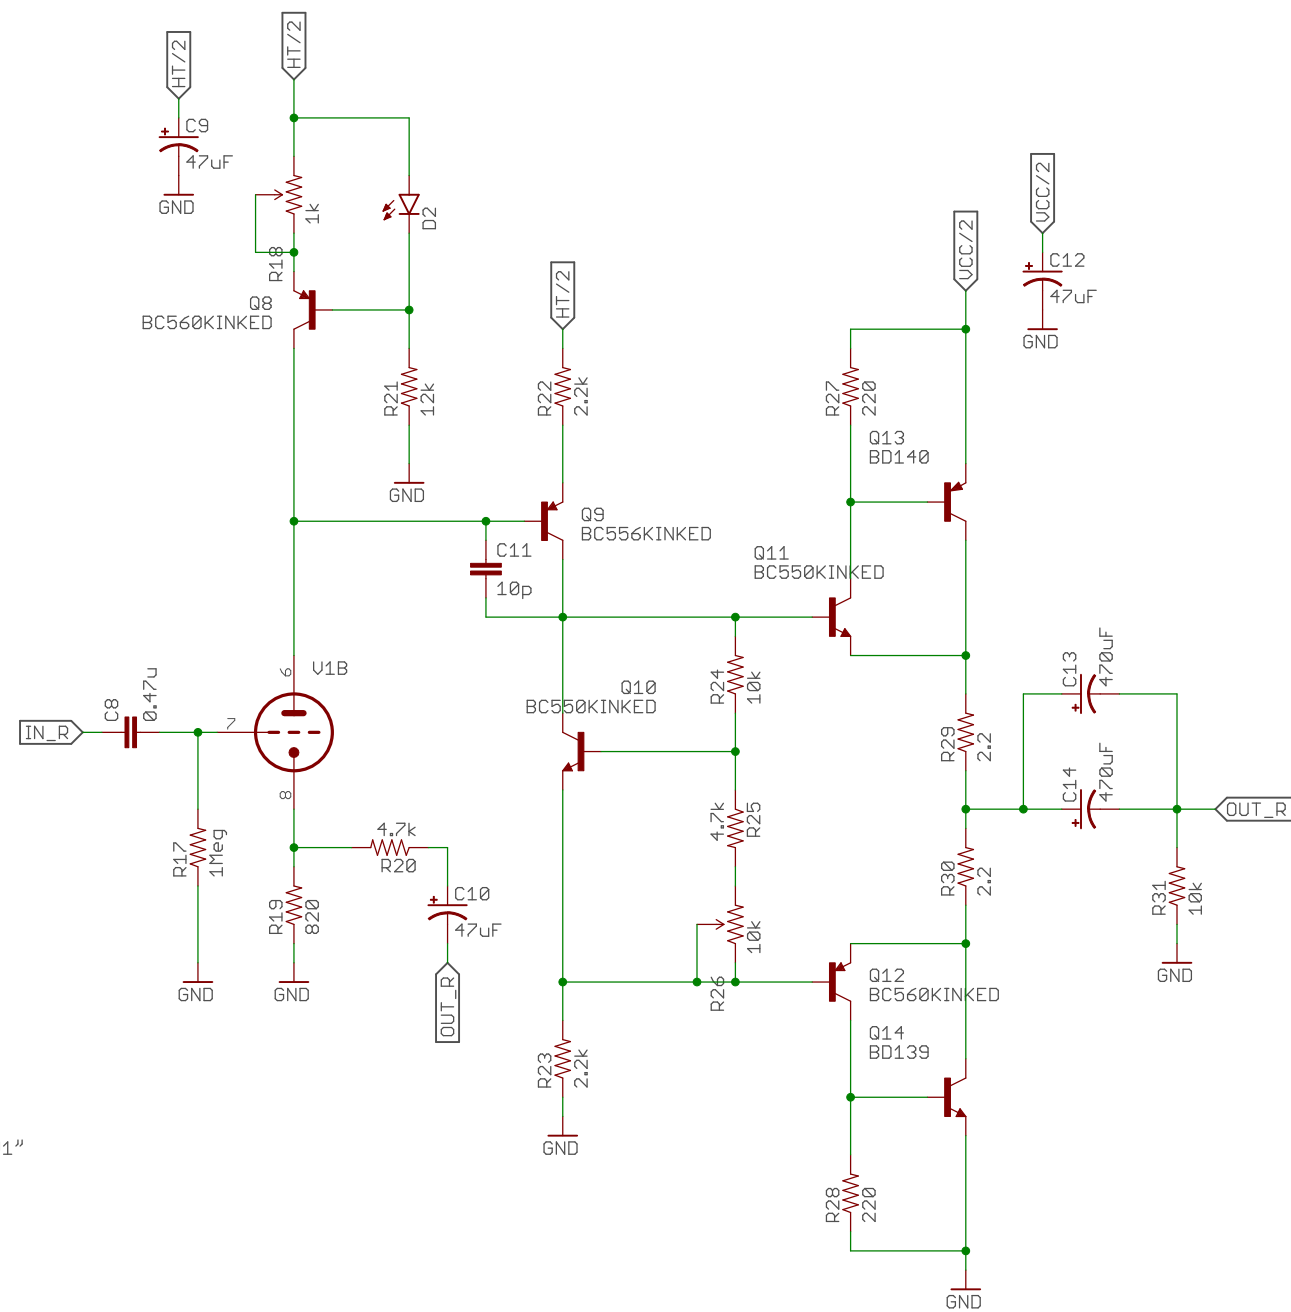 HT/2
HT/2
C9
47uF
GND
1k
R18
D2
Q8
BC560KINKED
R21
12k
GND
HT/2
R22
2.2k
Q9
BC556KINKED
C11
10p
VCC/2
VCC/2
C12
47uF
GND
R27
220
Q13
BD140
Q11
BC550KINKED
6
V1B
IN_R
C8
0.47u
7
8
R17
1Meg
GND
R19
820
GND
4.7k
R20
C10
47uF
OUT_R
Q10
BC550KINKED
R24
10k
4.7k
R25
10k
R26
R23
2.2k
GND
R29
2.2
R30
2.2
C13
470uF
C14
470uF
OUT_R
R31
10k
GND
Q12
BC560KINKED
Q14
BD139
R28
220
GND
1"